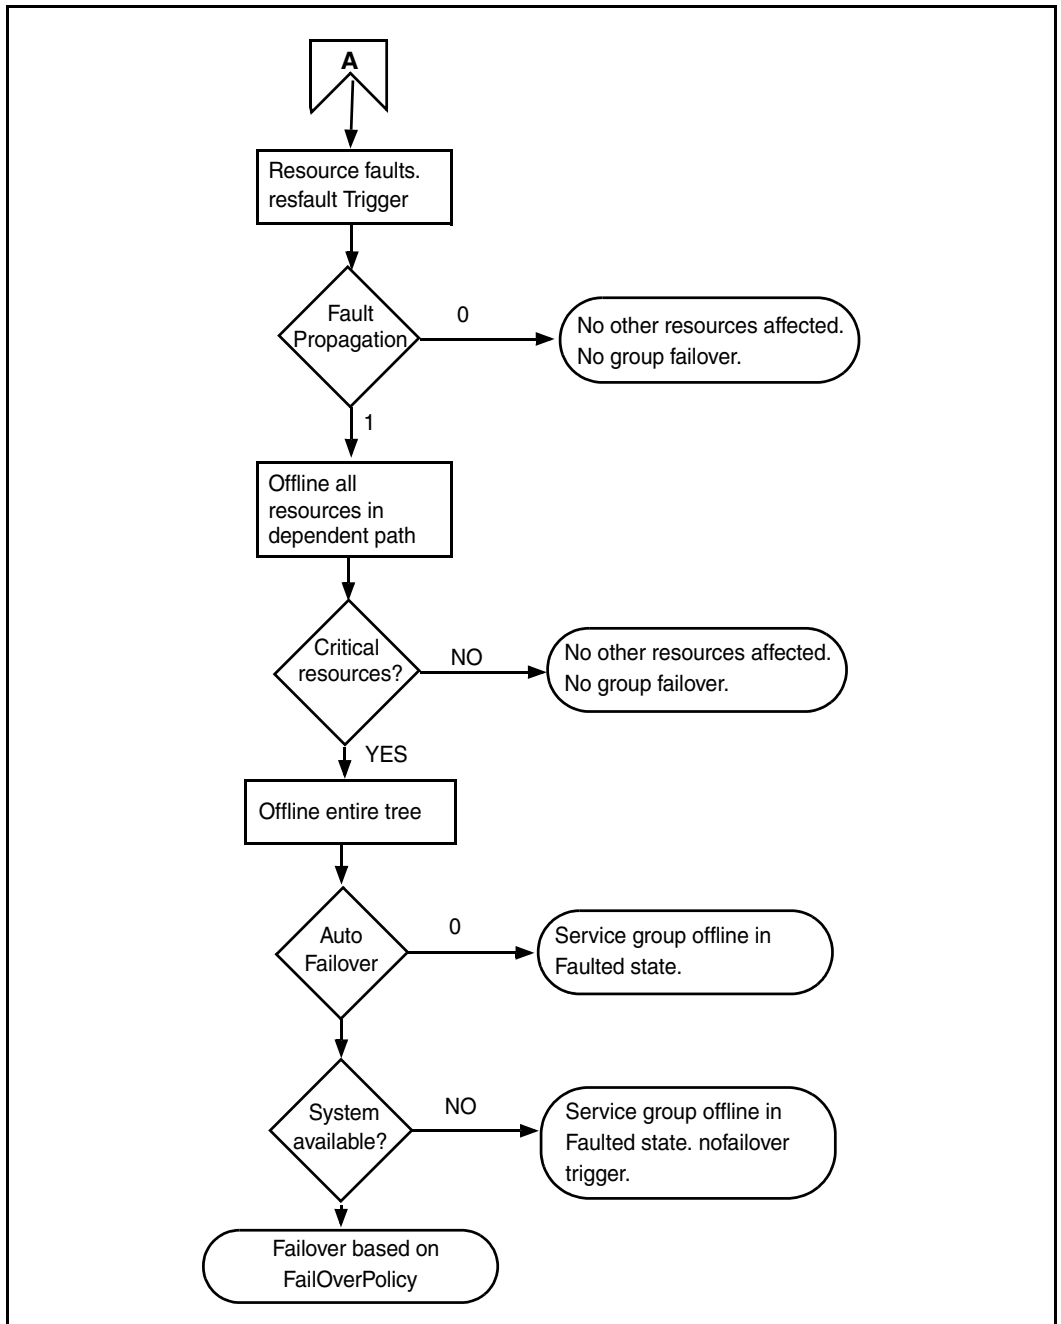 A
Resource faults.
resfault Trigger
Fault
Propagation
0
No other resources affected.
No group failover.
1
Offline all
resources in
dependent path
Critical
resources?
NO
No other resources affected.
No group failover.
YES
Offline entire tree
Auto
Failover
0
Service group offline in
Faulted state.
System
available?
NO
Service group offline in
Faulted state. nofailover
trigger.
Failover based on
FailOverPolicy